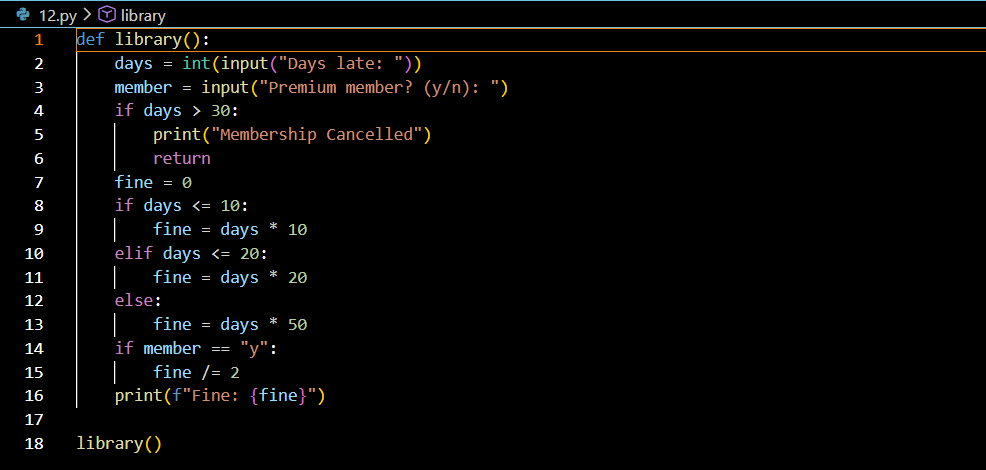 12.py > library
1 def library():
2     days = int(input("Days late: "))
3     member = input("Premium member? (y/n): ")
4     if days > 30:
5         print("Membership Cancelled")
6         return
7     fine = 0
8     if days <= 10:
9         fine = days * 10
10     elif days <= 20:
11         fine = days * 20
12     else:
13         fine = days * 50
14     if member == "y":
15         fine /= 2
16     print(f"Fine: {fine}")
17
18 library()